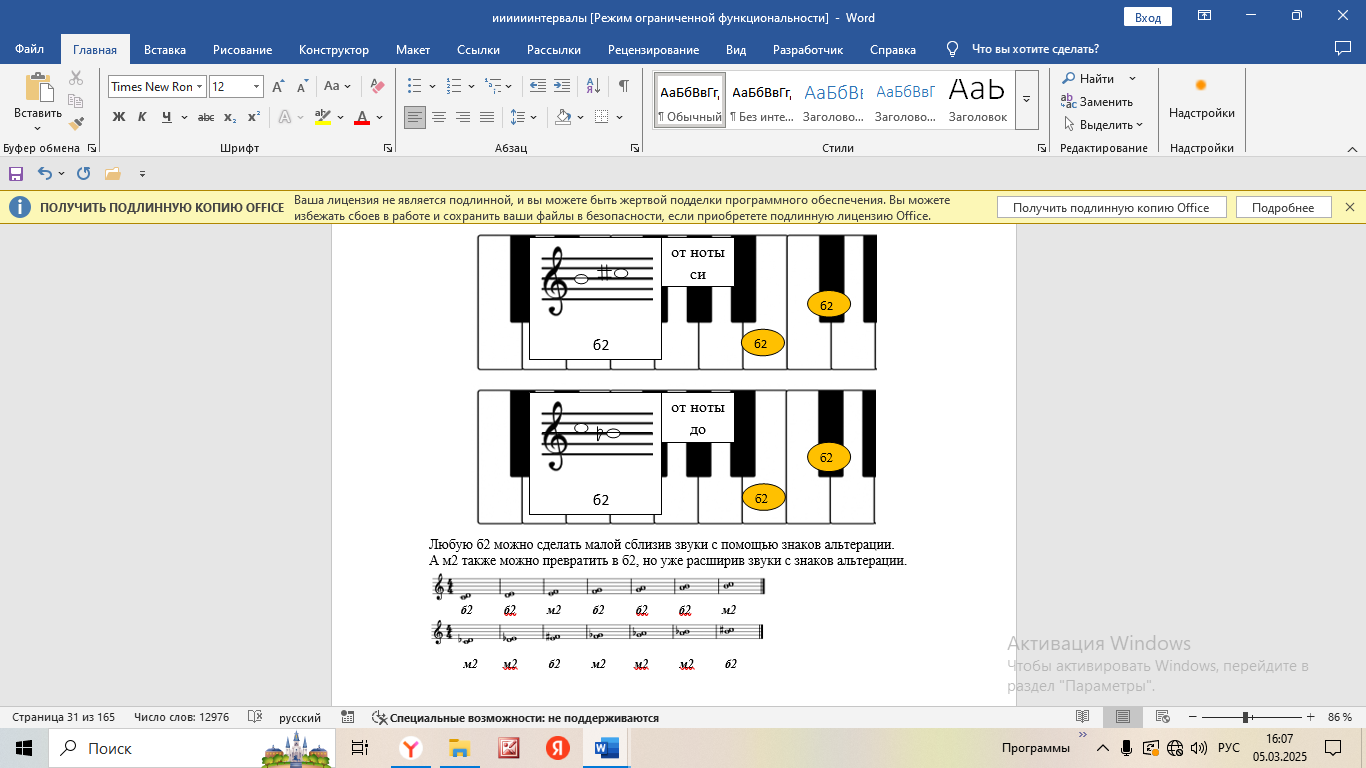 ииииинтервалы [Режим ограниченной функциональности] - Word
Вход
Файл Главная Вставка Рисование Конструктор Макет Ссылки Рассылки Рецензирование Вид Разработчик Справка Что вы хотите сделать?
Вставить
Буфер обмена
Times New Ron 12 Aa
Ж К Ч abc x₂ x² A ab A
Шрифт
Абзац
АаБбВвГг, АаБбВвГг, АаБбВı АаБбВвГ АаЬ
¶ Обычный ¶ Без инте... Заголово... Заголово... Заголовок
Стили
Найти
Заменить
Выделить
Редактирование
Настройки
Настройки
ПОЛУЧИТЬ ПОДЛИННУЮ КОПИЮ OFFICE
Ваша лицензия не является подлинной, и вы можете быть жертвой подделки программного обеспечения. Вы можете
избежать сбоев в работе и сохранить ваши файлы в безопасности, если приобретете подлинную лицензию Office.
Получить подлинную копию Office
Подробнее
от ноты
си
б2
б2
б2
от ноты
до
б2
б2
б2
Любую б2 можно сделать малой сблизив звуки с помощью знаков альтерации.
А м2 также можно превратить в б2, но уже расширив звуки с знаков альтерации.
б2 б2 м2 б2 б2 б2 м2
м2 м2 б2 м2 м2 м2 б2
Активация Windows
Чтобы активировать Windows, перейдите в
раздел "Параметры".
Страница 31 из 165 Число слов: 12976 русский Специальные возможности: не поддерживаются 86 %
Поиск
Программы
РУС
16:07
05.03.2025